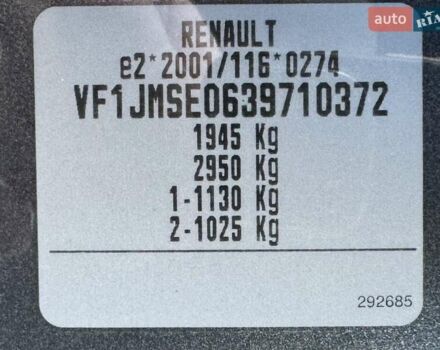 auto RIA
RENAULT
e2*2001/116*0274
VF1JMSE0639710372
1945 Kg
2950 Kg
1-1130 Kg
2-1025 Kg
292685